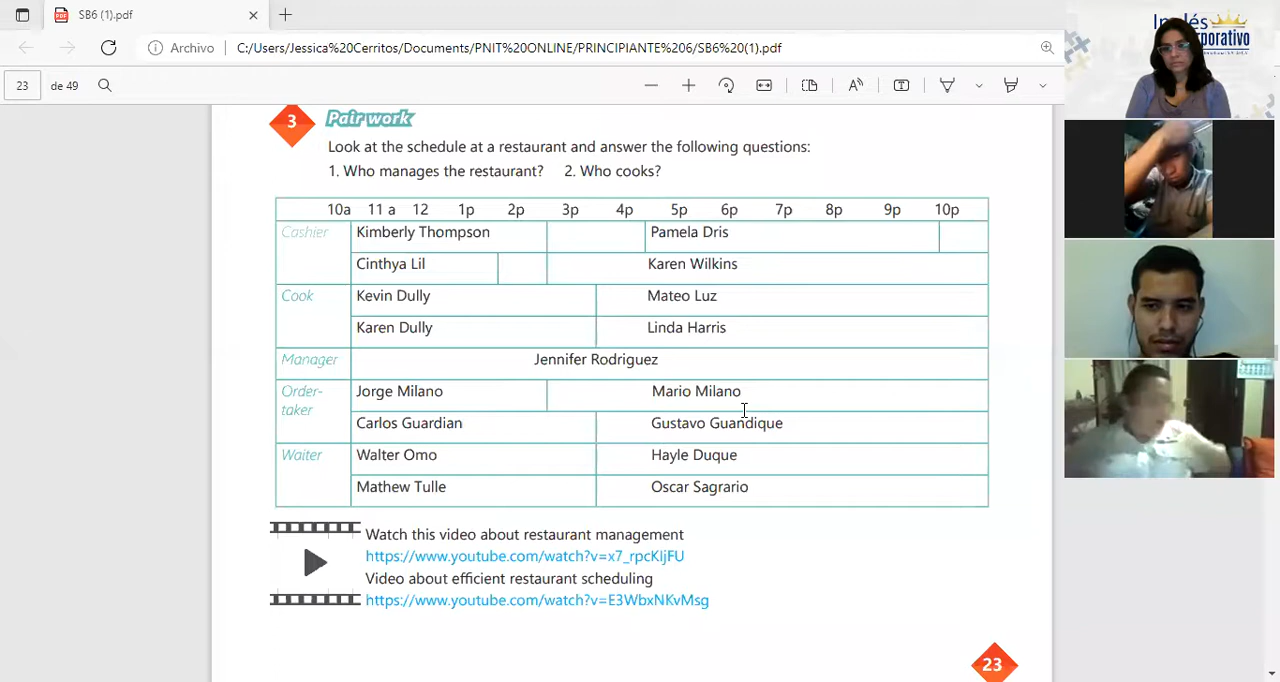 SB6 (1).pdf
Archivo C:/Users/Jessica%20Cerritos/Documents/PNIT%20ONLINE/PRINCIPIANTE%206/SB6%20(1).pdf
23 de 49
Inglés
Corporativo
3 Pair work
Look at the schedule at a restaurant and answer the following questions:
1. Who manages the restaurant? 2. Who cooks?
10a 11 a 12 1p 2p 3p 4p 5p 6p 7p 8p 9p 10p
Cashier Kimberly Thompson Pamela Dris
Cinthya Lil Karen Wilkins
Cook Kevin Dully Mateo Luz
Karen Dully Linda Harris
Manager Jennifer Rodriguez
Order- Jorge Milano Mario Milano
taker Carlos Guardian Gustavo Guandique
Waiter Walter Omo Hayle Duque
Mathew Tulle Oscar Sagrario
Watch this video about restaurant management
https://www.youtube.com/watch?v=x7_rpcKIjFU
Video about efficient restaurant scheduling
https://www.youtube.com/watch?v=E3WbxNKvMsg
23